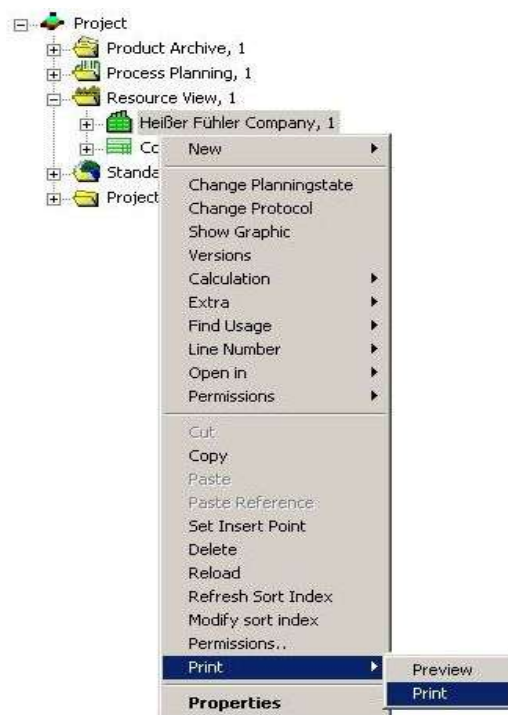 Project
Product Archive, 1
Process Planning, 1
Resource View, 1
Heißer Fühler Company, 1
Cc
Standa
Project
New
Change Planningstate
Change Protocol
Show Graphic
Versions
Calculation
Extra
Find Usage
Line Number
Open in
Permissions
Cut
Copy
Paste
Paste Reference
Set Insert Point
Delete
Reload
Refresh Sort Index
Modify sort index
Permissions..
Print
Preview
Print
Properties